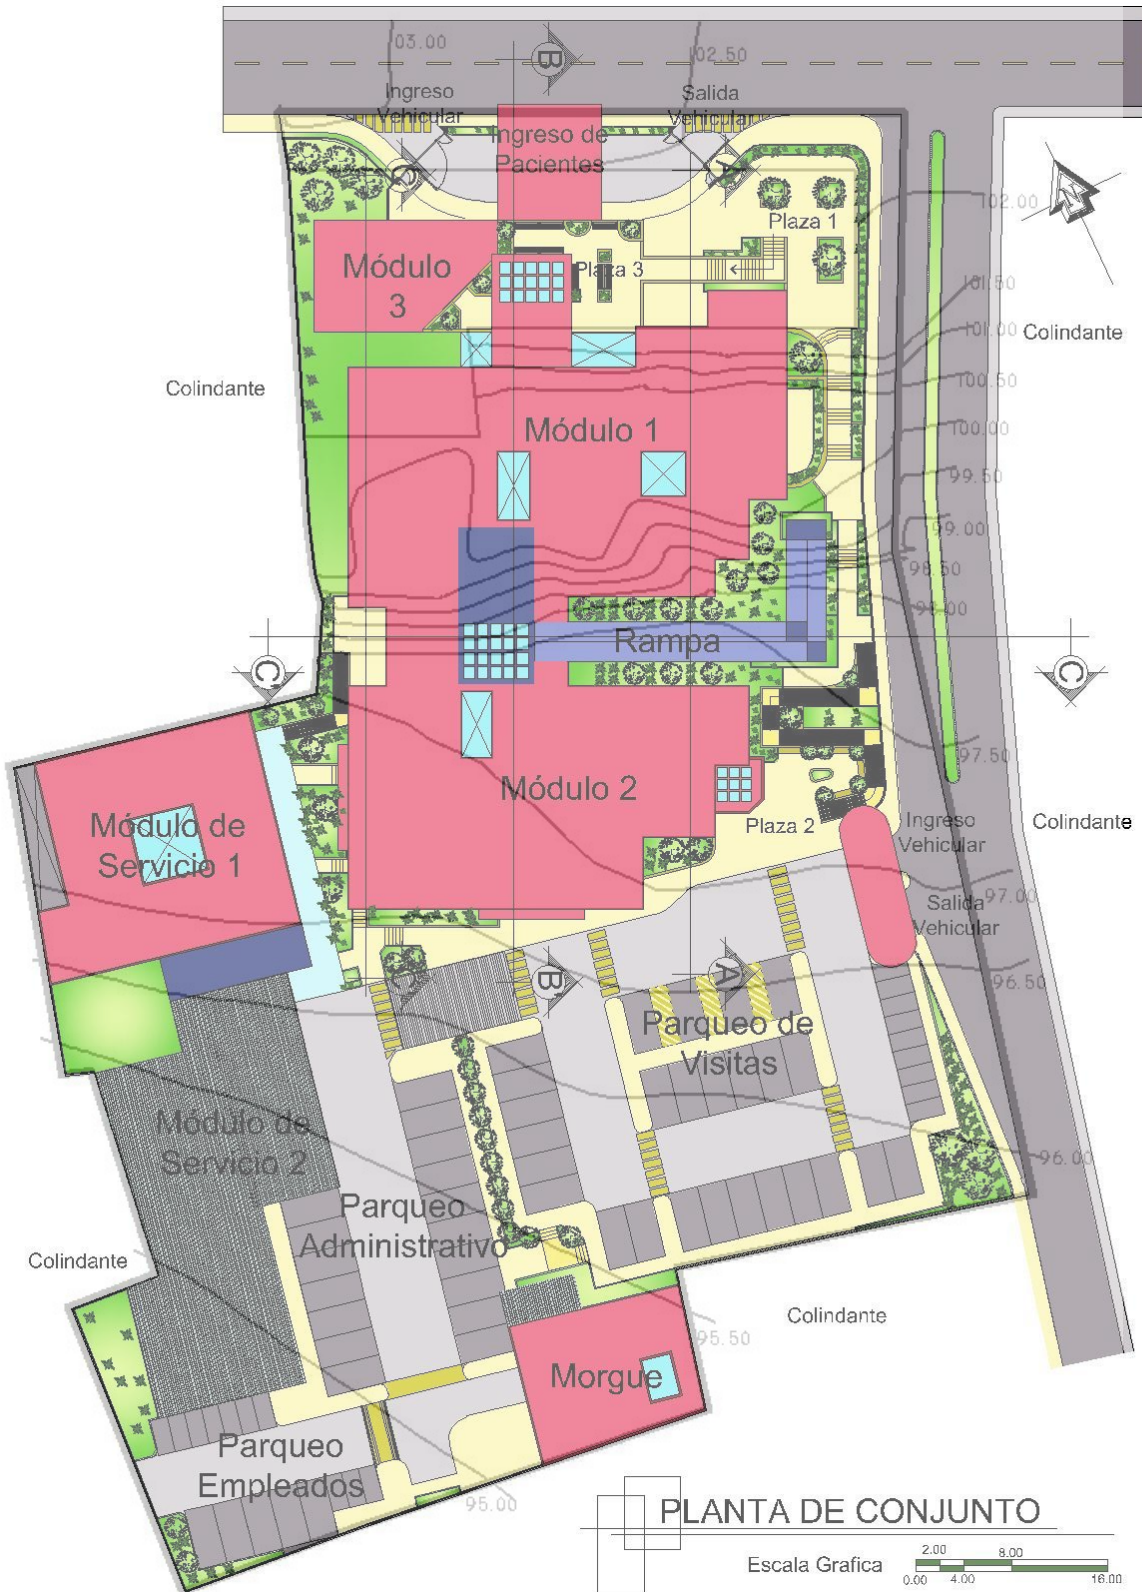 103.00
102.50
B
Ingreso
Vehicular
Salida
Vehicular
Ingreso de
Pacientes
C
A
N
102.00
Plaza 1
Módulo
3
Plaza 3
101.50
101.00
Colindante
Colindante
100.50
Módulo 1
100.00
99.50
99.00
98.50
98.00
Rampa
C
C
97.50
Módulo 2
Módulo de
Servicio 1
Plaza 2
Ingreso
Vehicular
Colindante
Salida
Vehicular
97.00
C
B
A
96.50
Parqueo de
Visitas
Módulo de
Servicio 2
96.00
Parqueo
Administrativo
Colindante
Colindante
95.50
Morgue
Parqueo
Empleados
95.00
PLANTA DE CONJUNTO
Escala Grafica
2.00 8.00
0.00 4.00 16.00